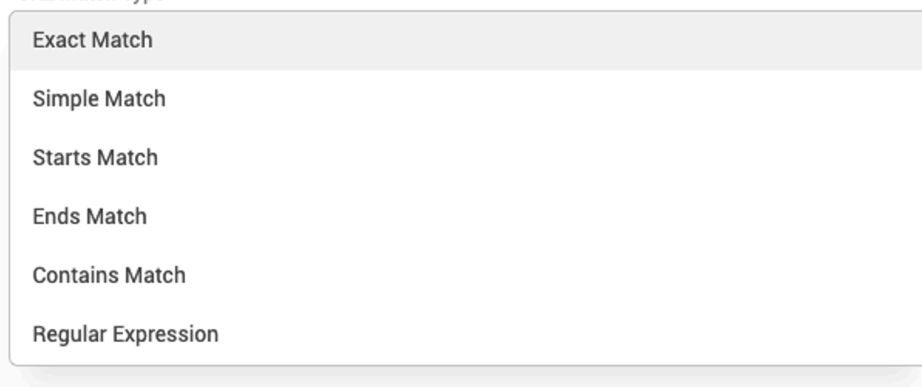 Exact Match
Simple Match
Starts Match
Ends Match
Contains Match
Regular Expression